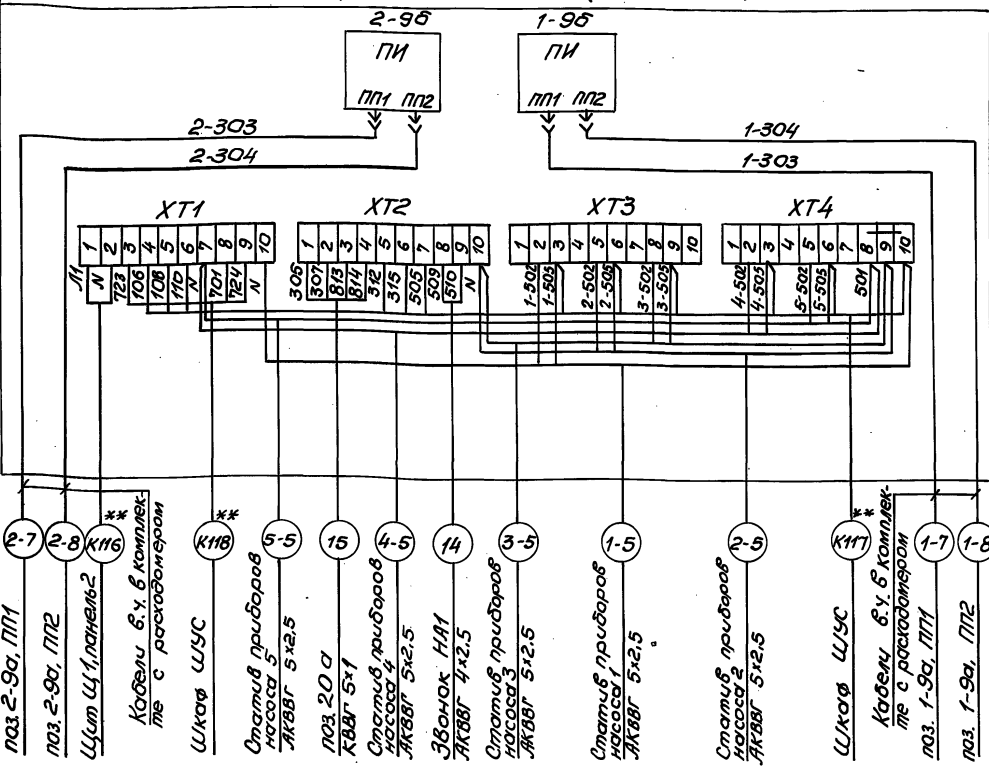 2-9б
1-9б
ПИ
ПИ
ПП1 ПП2
ПП1 ПП2
2-303
1-304
2-304
1-303
XT1
XT2
XT3
XT4
1 2 3 4 5 6 7 8 9 10
1 2 3 4 5 6 7 8 9 10
1 2 3 4 5 6 7 8 9 10
1 2 3 4 5 6 7 8 9 10
Л1 N 723 106 108 110 N 701 724 N
305 307 813 814 312 315 505 509 510
1-502 1-505 2-502 2-505 3-502 3-505
4-502 4-505 5-502 5-505 501
2-7
2-8
К116 **
К118 **
5-5
15
4-5
14
3-5
1-5
2-5
К117 **
1-7
1-8
поз. 2-9а, ПП1
поз. 2-9а, ПП2
Щит Щ1, панель 2
Кабели в.ч. в комплек-
те с расходомером
Шкаф ШУС
Статив приборов
насоса 5
АКВВГ 5х2,5
поз. 20а
КВВГ 5х1
Статив приборов
насоса 4
АКВВГ 5х2,5
Звонок НА1
АКВВГ 4х2,5
Статив приборов
насоса 3
АКВВГ 5х2,5
Статив приборов
насоса 1
АКВВГ 5х2,5
Статив приборов
насоса 2
АКВВГ 5х2,5
Шкаф ШУС
Кабели в.ч. в комплек-
те с расходомером
поз. 1-9а, ПП1
поз. 1-9а, ПП2